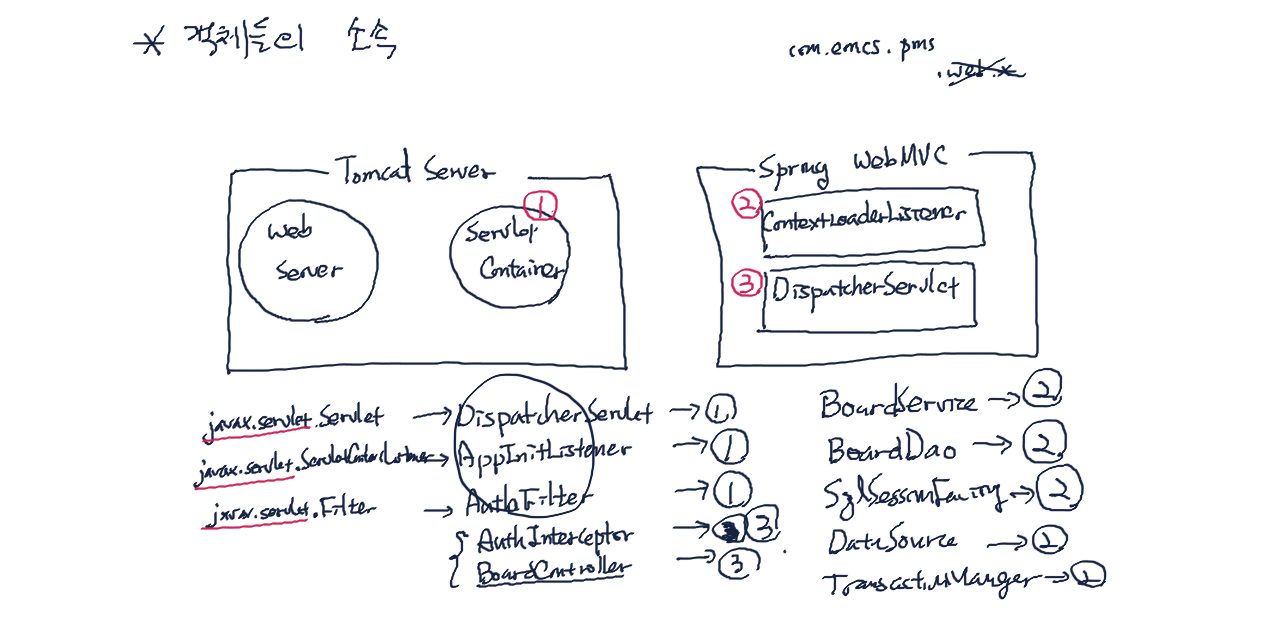 * 객체들의 소속
com.emcs.pms
.web.x
Tomcat Server
Web
Server
①
Servlet
Container
Spring WebMVC
②
ContextLoaderListener
③
DispatcherServlet
javax.servlet.Servlet → DispatcherServlet → ①
javax.servlet.ServletContextListener → AppInitListener → ①
javax.servlet.Filter → AuthFilter → ①
{ AuthInterceptor → ③
BoardController → ③
BoardService → ②
BoardDao → ②
SqlSessionFactory → ②
DataSource → ②
TransactionManger → ②